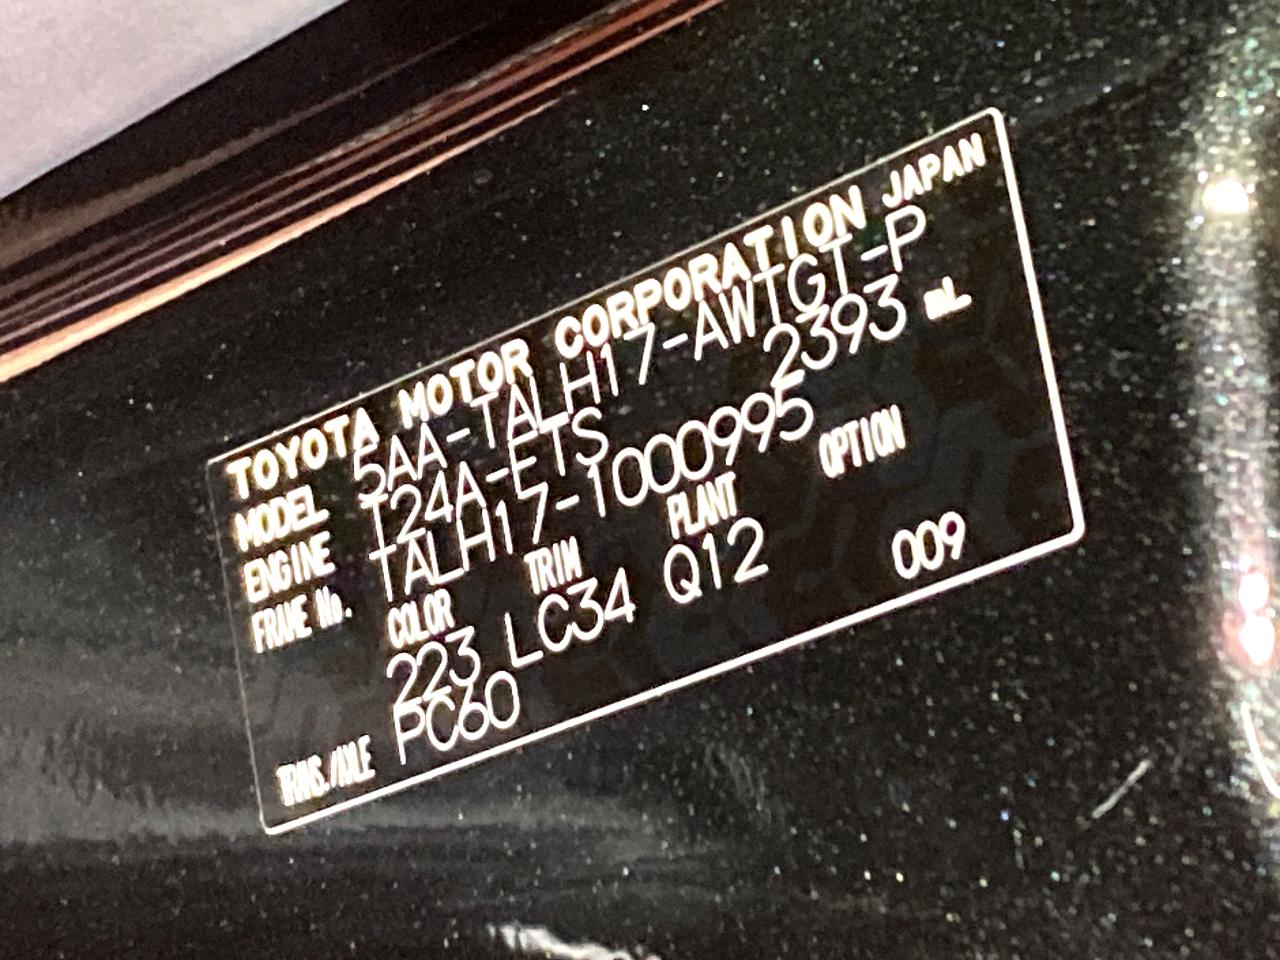 TOYOTA MOTOR CORPORATION JAPAN
MODEL 5AA-TALH17-AWTGT-P
ENGINE T24A-FTS 2393 mL
FRAME No. TALH17-1000995
COLOR TRIM PLANT OPTION
223 LC34 Q12 009
TRANS./AXLE PC60